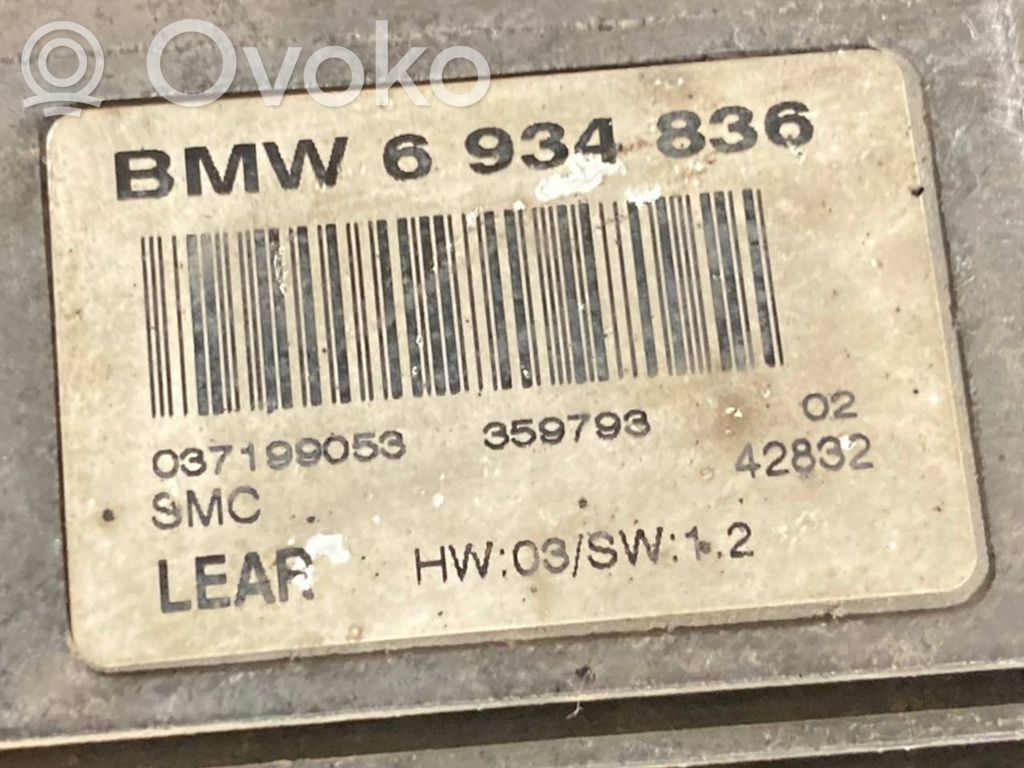 Ovoko
BMW 6 934 836
037199053 359793 02
SMC 42832
LEAR HW:03/SW:1.2